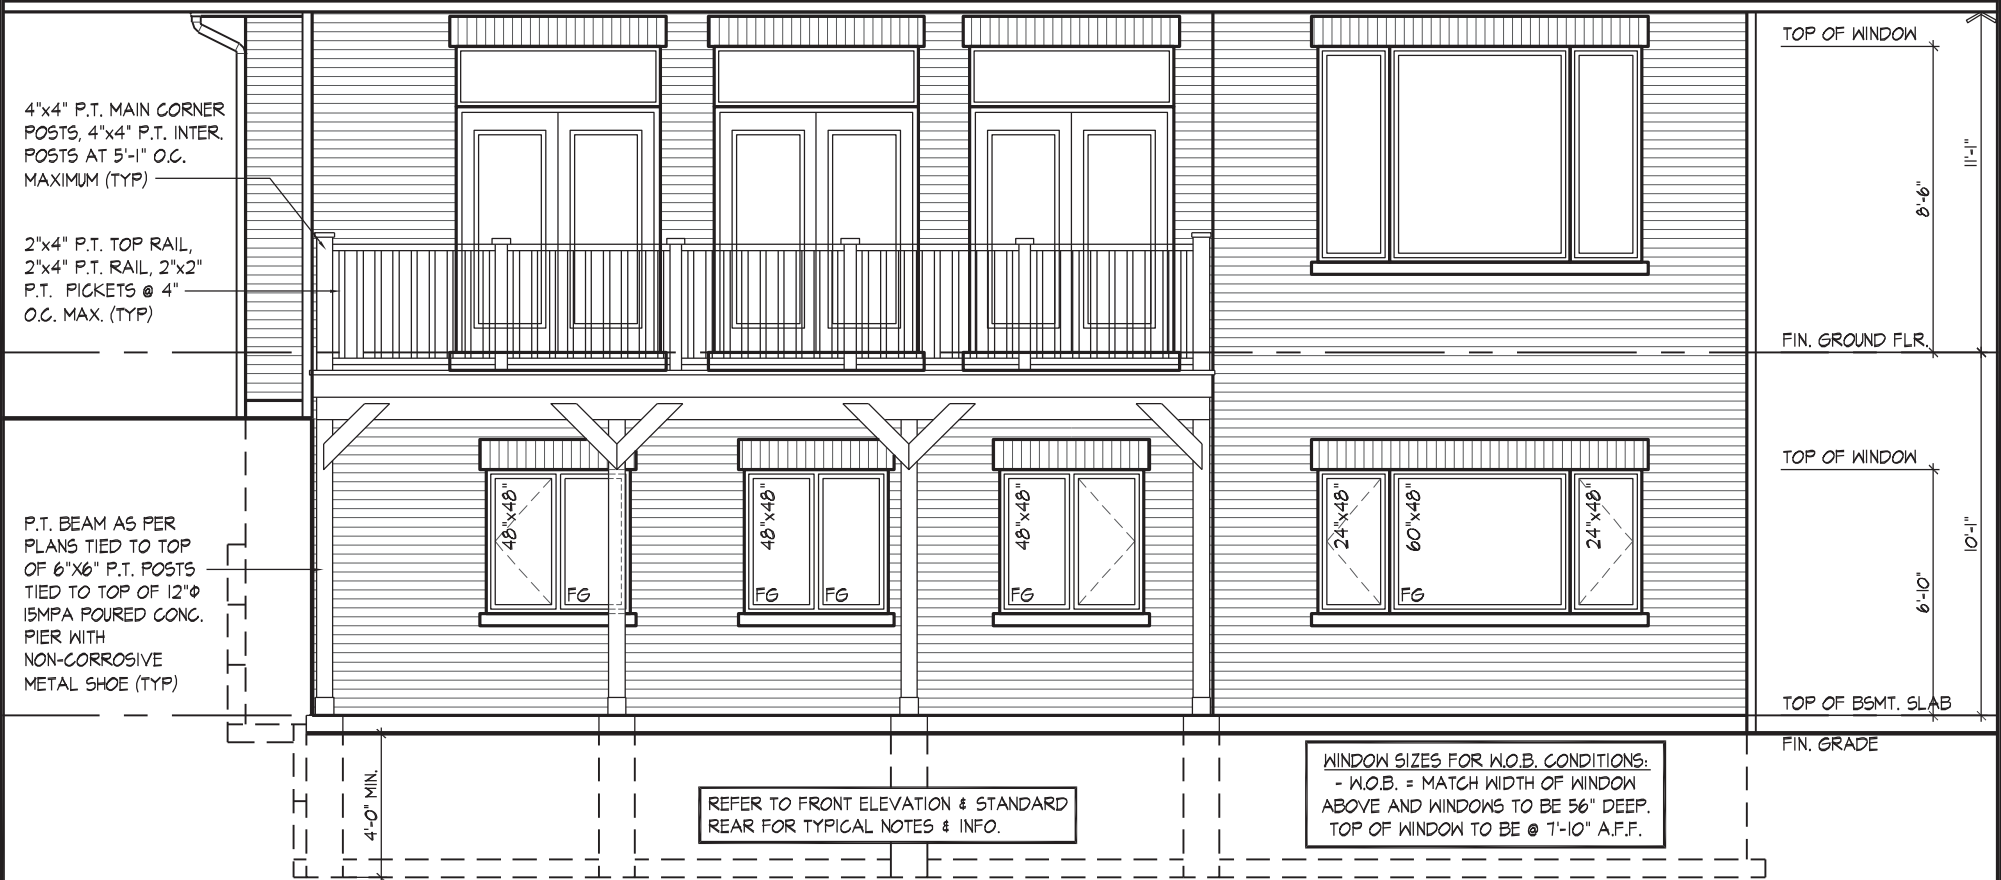 4"x4" P.T. MAIN CORNER
POSTS, 4"x4" P.T. INTER.
POSTS AT 5'-1" O.C.
MAXIMUM (TYP)
2"x4" P.T. TOP RAIL,
2"x4" P.T. RAIL, 2"x2"
P.T. PICKETS @ 4"
O.C. MAX. (TYP)
P.T. BEAM AS PER
PLANS TIED TO TOP
OF 6"X6" P.T. POSTS
TIED TO TOP OF 12"Φ
15MPA POURED CONC.
PIER WITH
NON-CORROSIVE
METAL SHOE (TYP)
48"x48"
FG
48"x48"
FG
FG
48"x48"
FG
24"x48"
60"x48"
FG
24"x48"
TOP OF WINDOW
11'-1"
8'-6"
FIN. GROUND FLR.
TOP OF WINDOW
10'-1"
6'-10"
TOP OF BSMT. SLAB
FIN. GRADE
4'-0" MIN.
REFER TO FRONT ELEVATION & STANDARD
REAR FOR TYPICAL NOTES & INFO.
WINDOW SIZES FOR W.O.B. CONDITIONS:
- W.O.B. = MATCH WIDTH OF WINDOW
ABOVE AND WINDOWS TO BE 56" DEEP.
TOP OF WINDOW TO BE @ 7'-10" A.F.F.